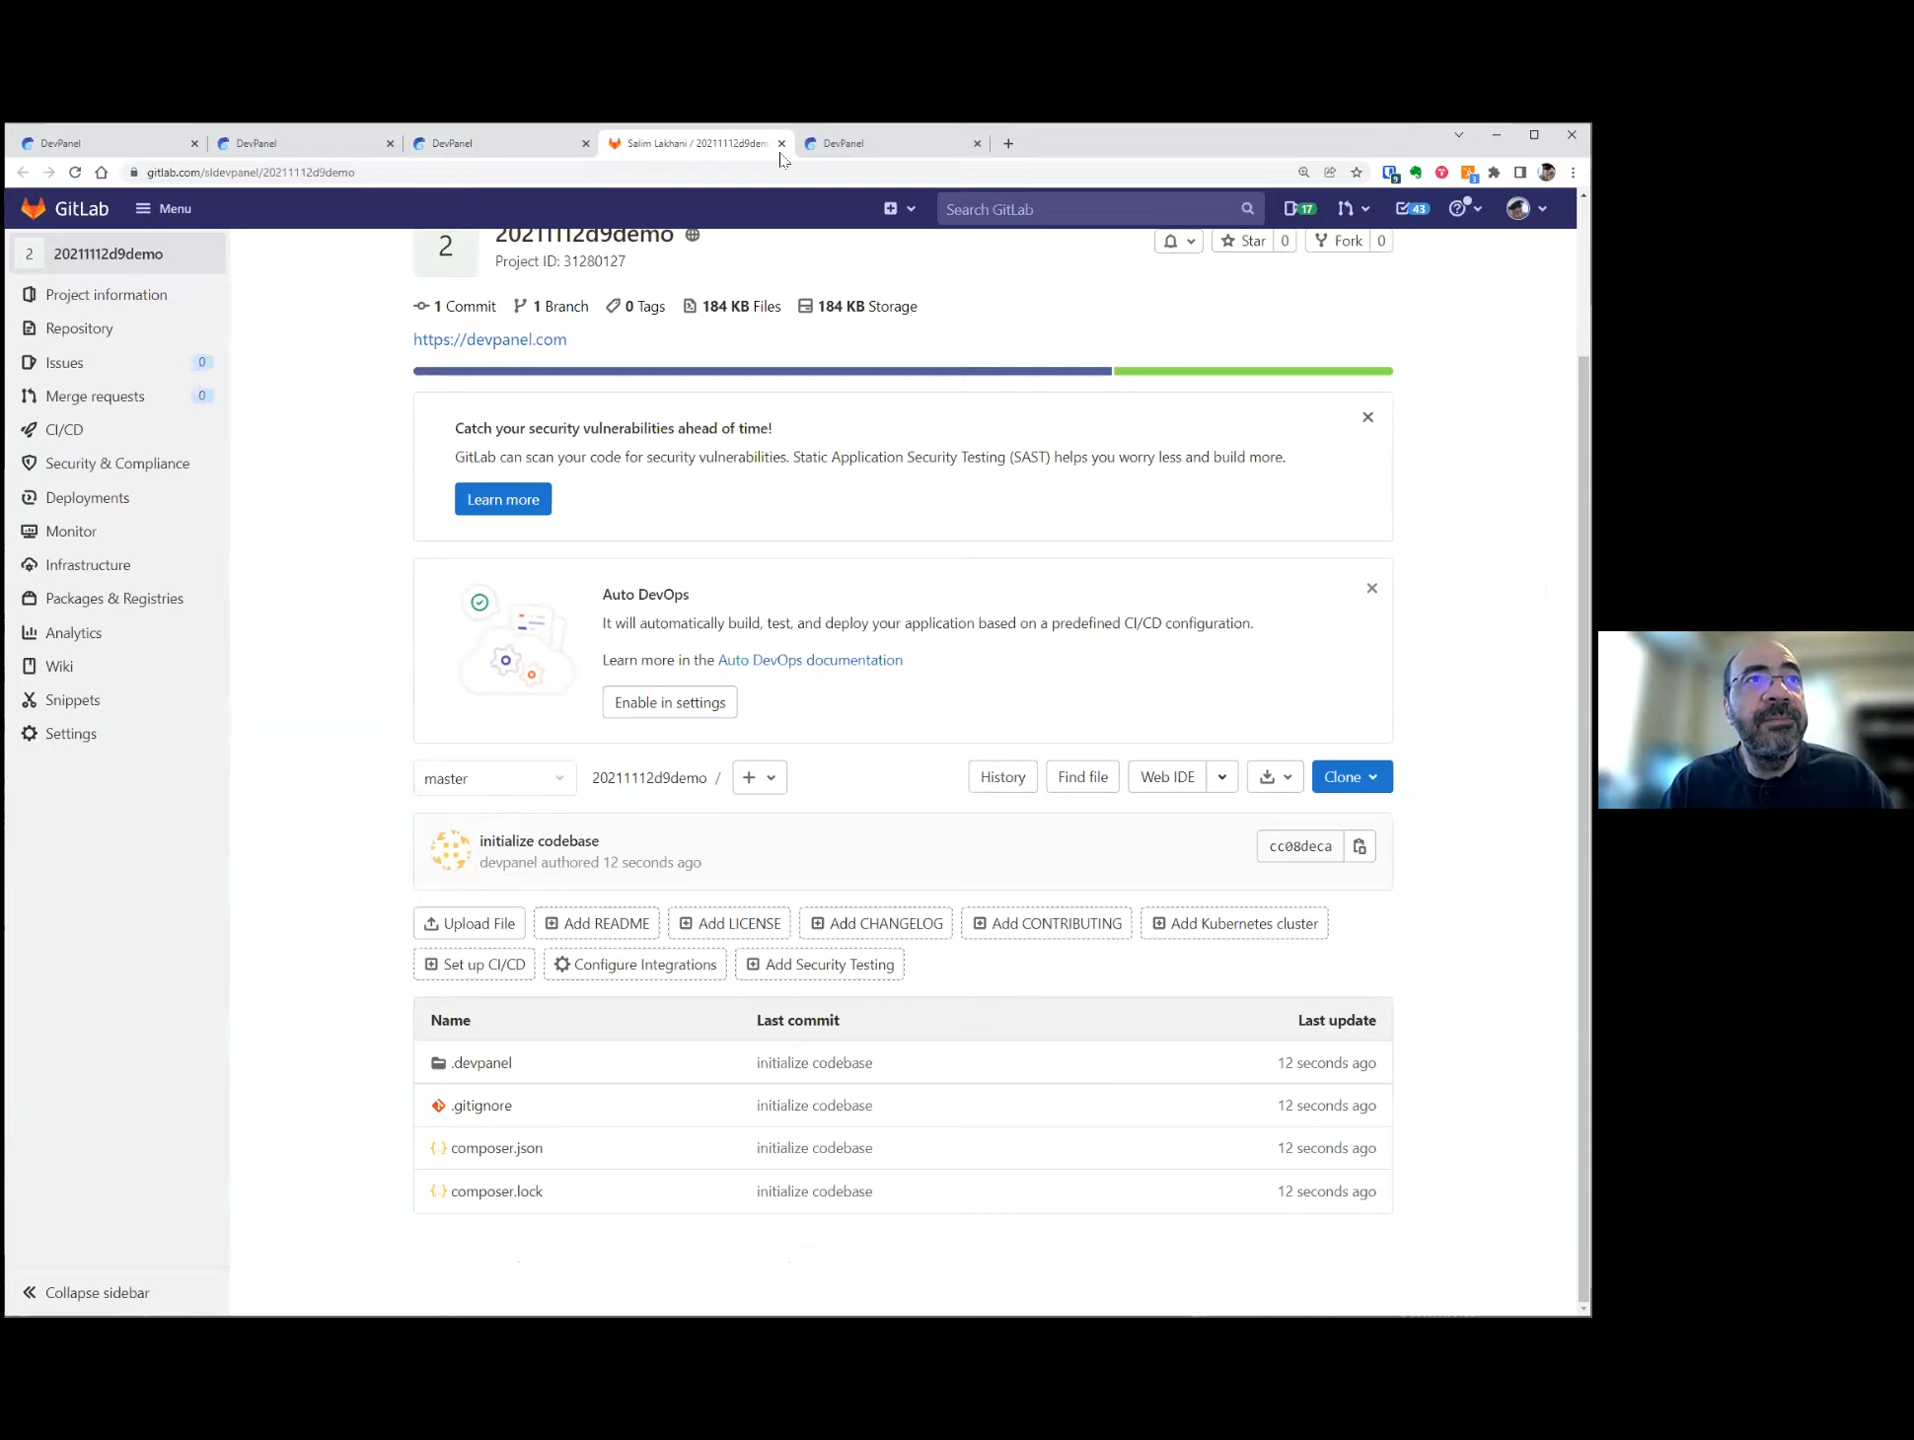 DevPanel
DevPanel
DevPanel
Salim Lakhani / 20211112d9dem
DevPanel
gitlab.com/sldevpanel/20211112d9demo
9
3
GitLab
Menu
Search GitLab
17
43
2 20211112d9demo
Project information
Repository
Issues 0
Merge requests 0
CI/CD
Security & Compliance
Deployments
Monitor
Infrastructure
Packages & Registries
Analytics
Wiki
Snippets
Settings
Collapse sidebar
2
20211112d9demo
Project ID: 31280127
Star 0
Fork 0
1 Commit 1 Branch 0 Tags 184 KB Files 184 KB Storage
https://devpanel.com
Catch your security vulnerabilities ahead of time!
GitLab can scan your code for security vulnerabilities. Static Application Security Testing (SAST) helps you worry less and build more.
Learn more
Auto DevOps
It will automatically build, test, and deploy your application based on a predefined CI/CD configuration.
Learn more in the Auto DevOps documentation
Enable in settings
master
20211112d9demo /
History
Find file
Web IDE
Clone
initialize codebase
devpanel authored 12 seconds ago
cc08deca
Upload File Add README Add LICENSE Add CHANGELOG Add CONTRIBUTING Add Kubernetes cluster
Set up CI/CD Configure Integrations Add Security Testing
Name Last commit Last update
.devpanel initialize codebase 12 seconds ago
.gitignore initialize codebase 12 seconds ago
composer.json initialize codebase 12 seconds ago
composer.lock initialize codebase 12 seconds ago